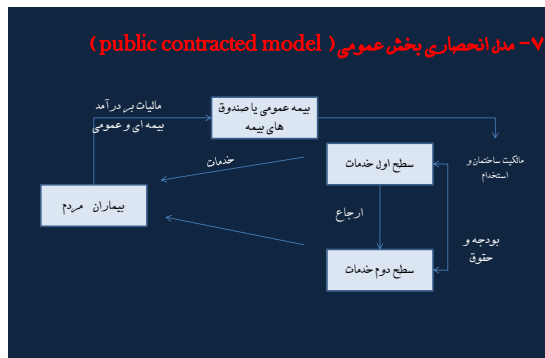 ۷- مدل انحصاری بخش عمومی( public contracted model )
مالیات بر درآمد
بیمه ای و عمومی
بیمه عمومی یا صندوق
های بیمه
خدمات
سطح اول خدمات
مالکیت ساختمان و
استخدام
بیماران مردم
ارجاع
بودجه و
حقوق
سطح دوم خدمات